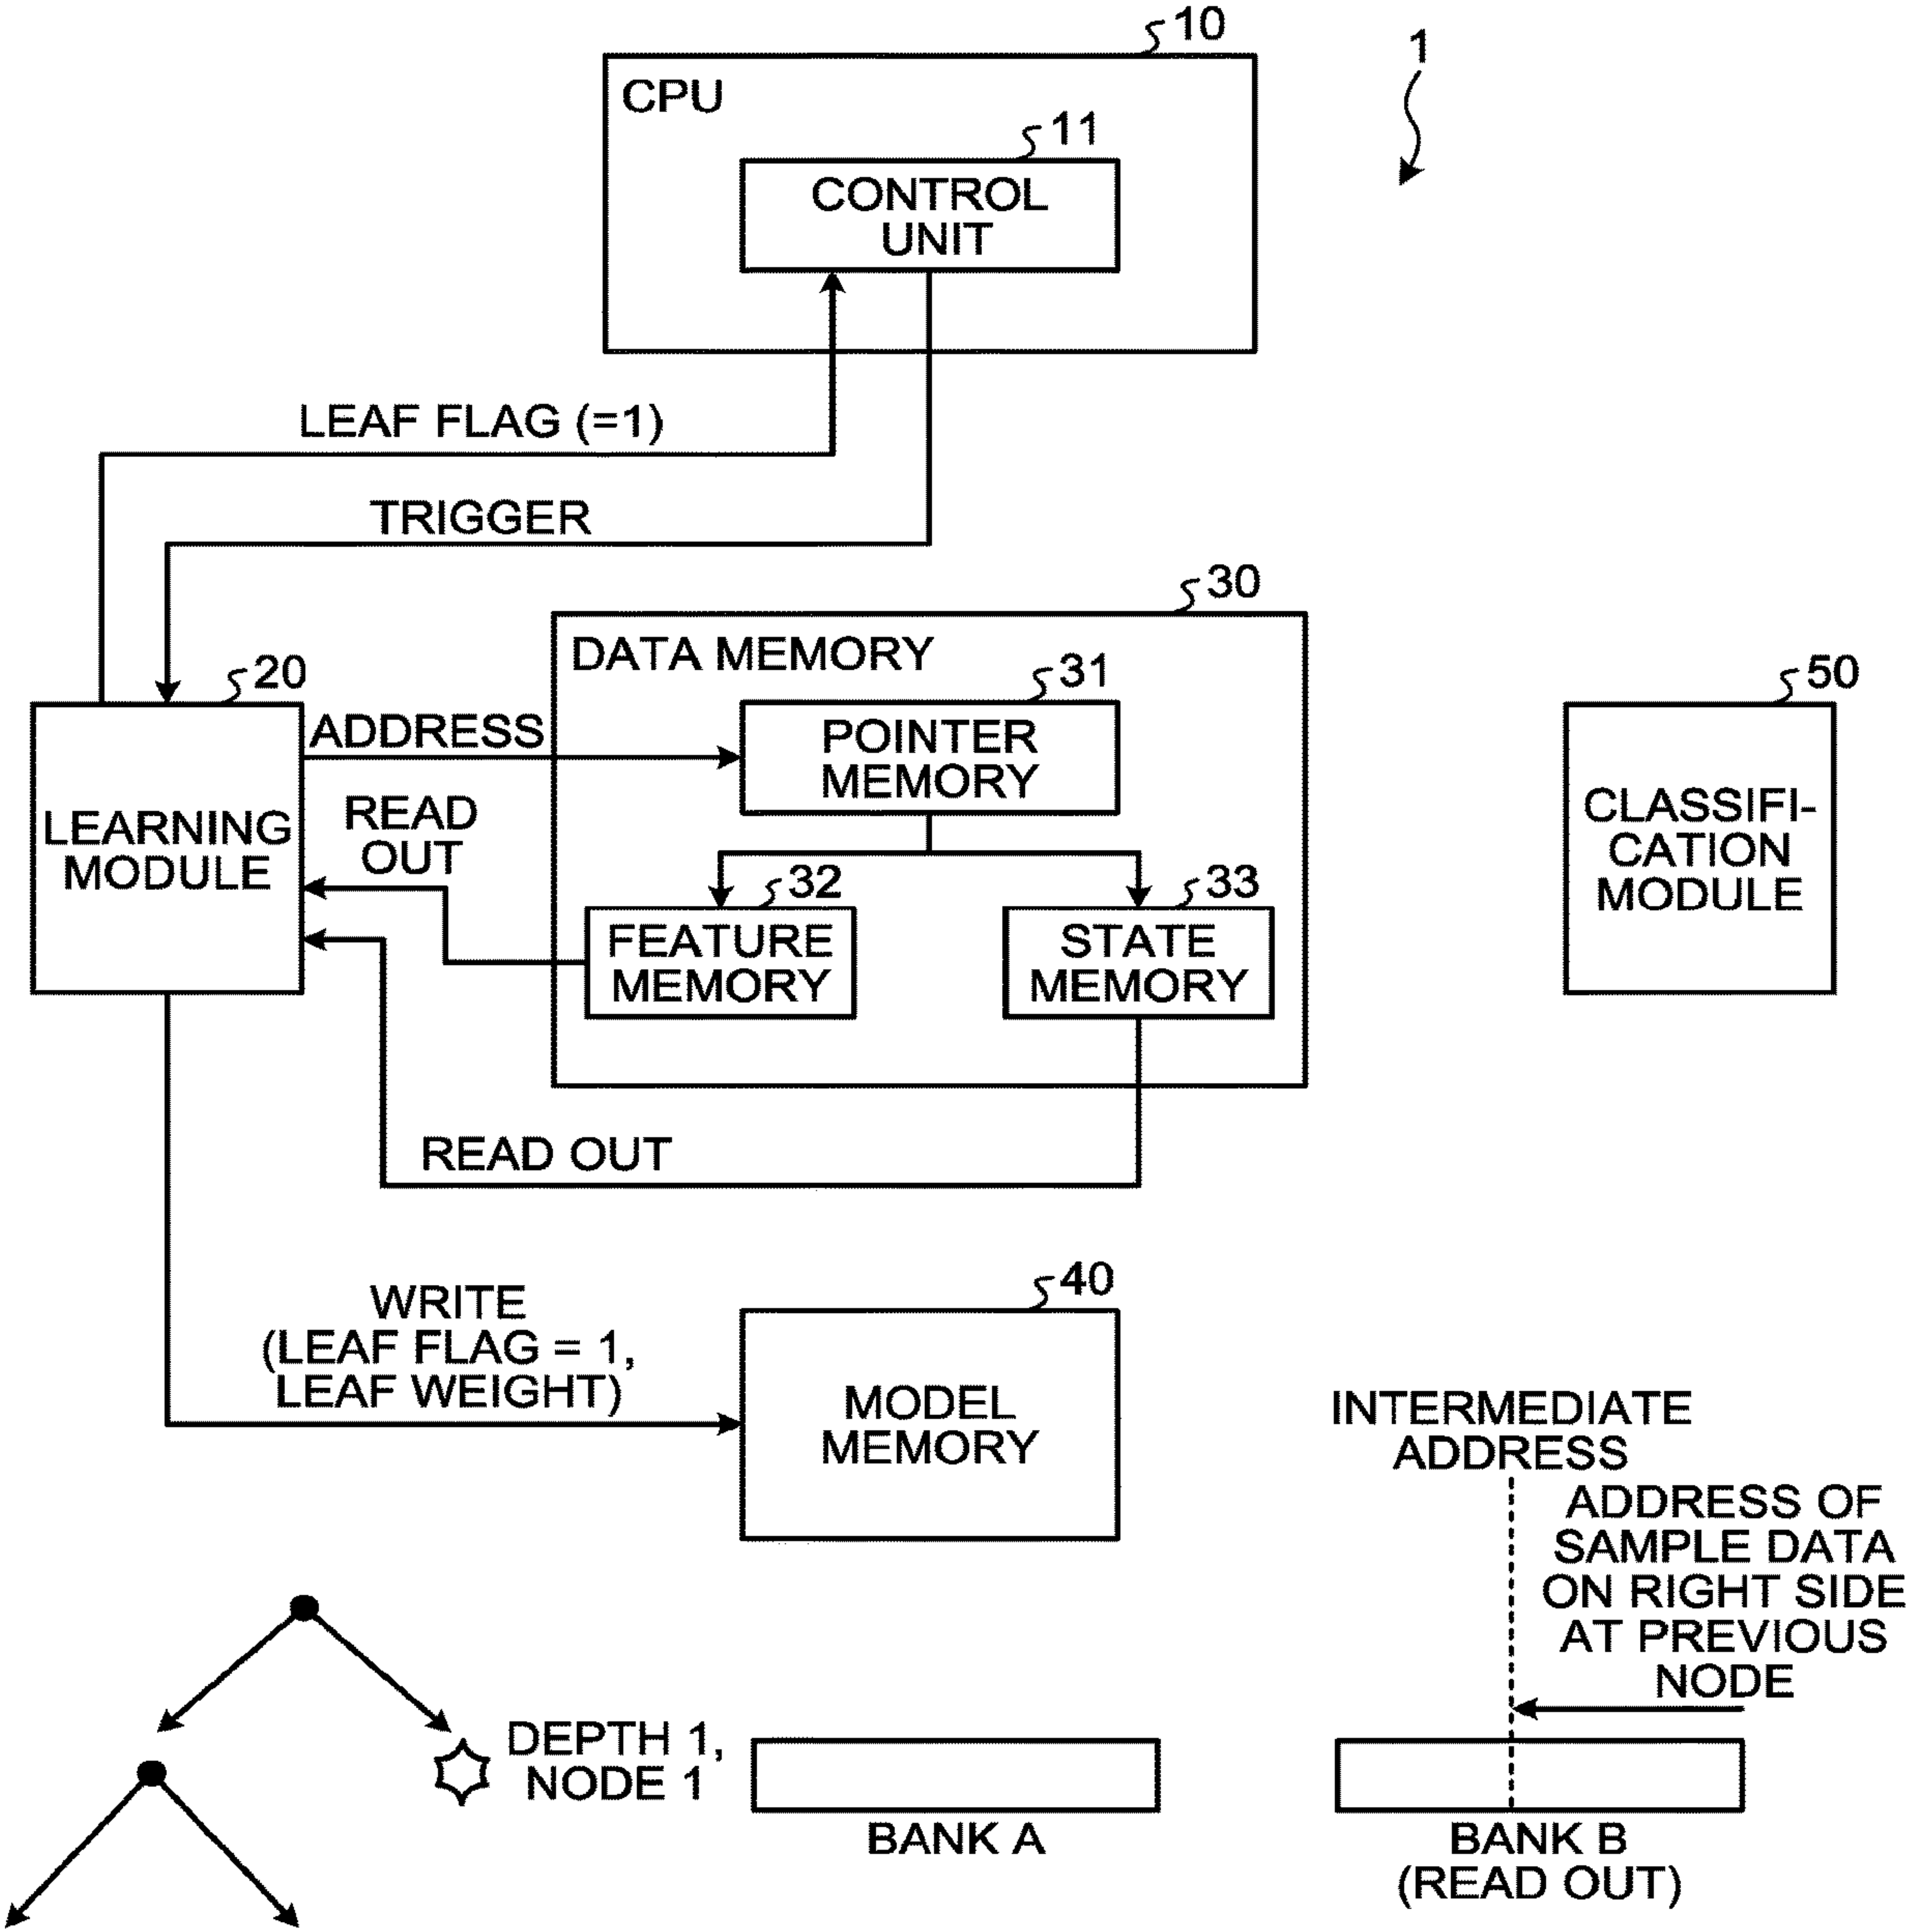 10
1
CPU
11
CONTROL
UNIT
LEAF FLAG (=1)
TRIGGER
30
DATA MEMORY
20
31
50
ADDRESS
POINTER
MEMORY
READ
OUT
LEARNING
MODULE
CLASSIFI-
CATION
MODULE
32
33
FEATURE
MEMORY
STATE
MEMORY
READ OUT
40
WRITE
(LEAF FLAG = 1,
LEAF WEIGHT)
MODEL
MEMORY
INTERMEDIATE
ADDRESS
ADDRESS OF
SAMPLE DATA
ON RIGHT SIDE
AT PREVIOUS
NODE
DEPTH 1,
NODE 1
BANK A
BANK B
(READ OUT)